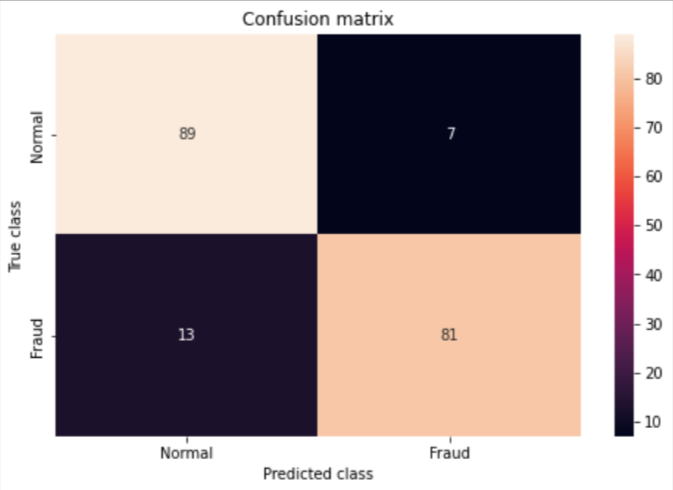 Confusion matrix
Normal
89
7
True class
Fraud
13
81
Normal
Fraud
Predicted class
80
70
60
50
40
30
20
10